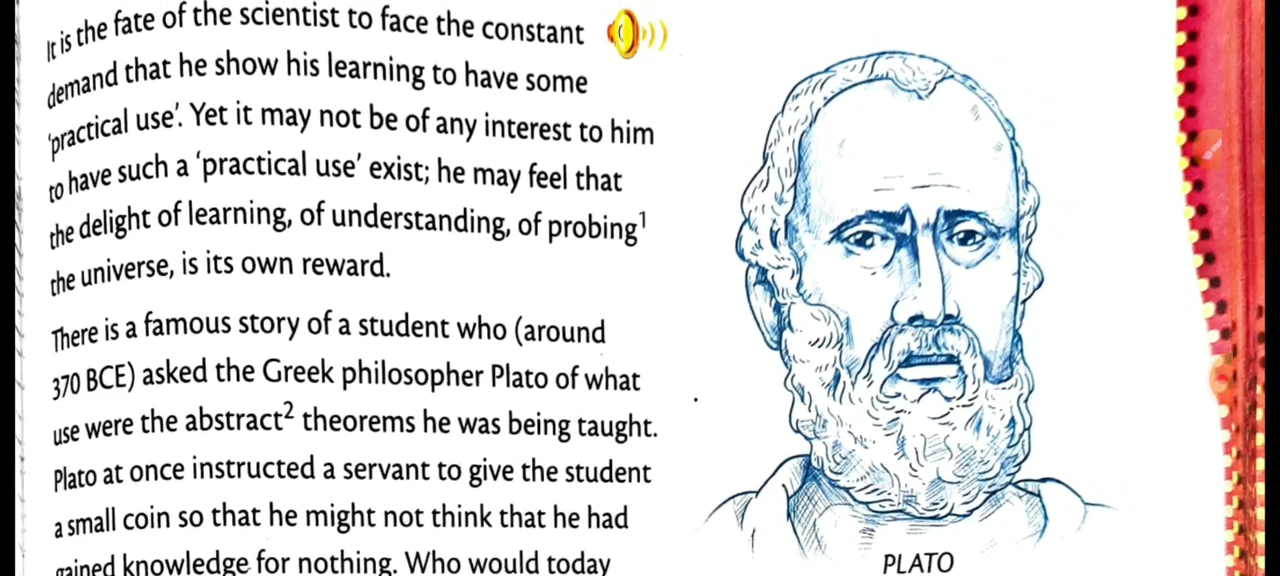 It is the fate of the scientist to face the constant
demand that he show his learning to have some
'practical use'. Yet it may not be of any interest to him
to have such a 'practical use' exist; he may feel that
the delight of learning, of understanding, of probing¹
the universe, is its own reward.
There is a famous story of a student who (around
370 BCE) asked the Greek philosopher Plato of what
use were the abstract² theorems he was being taught.
Plato at once instructed a servant to give the student
a small coin so that he might not think that he had
gained knowledge for nothing. Who would today
PLATO